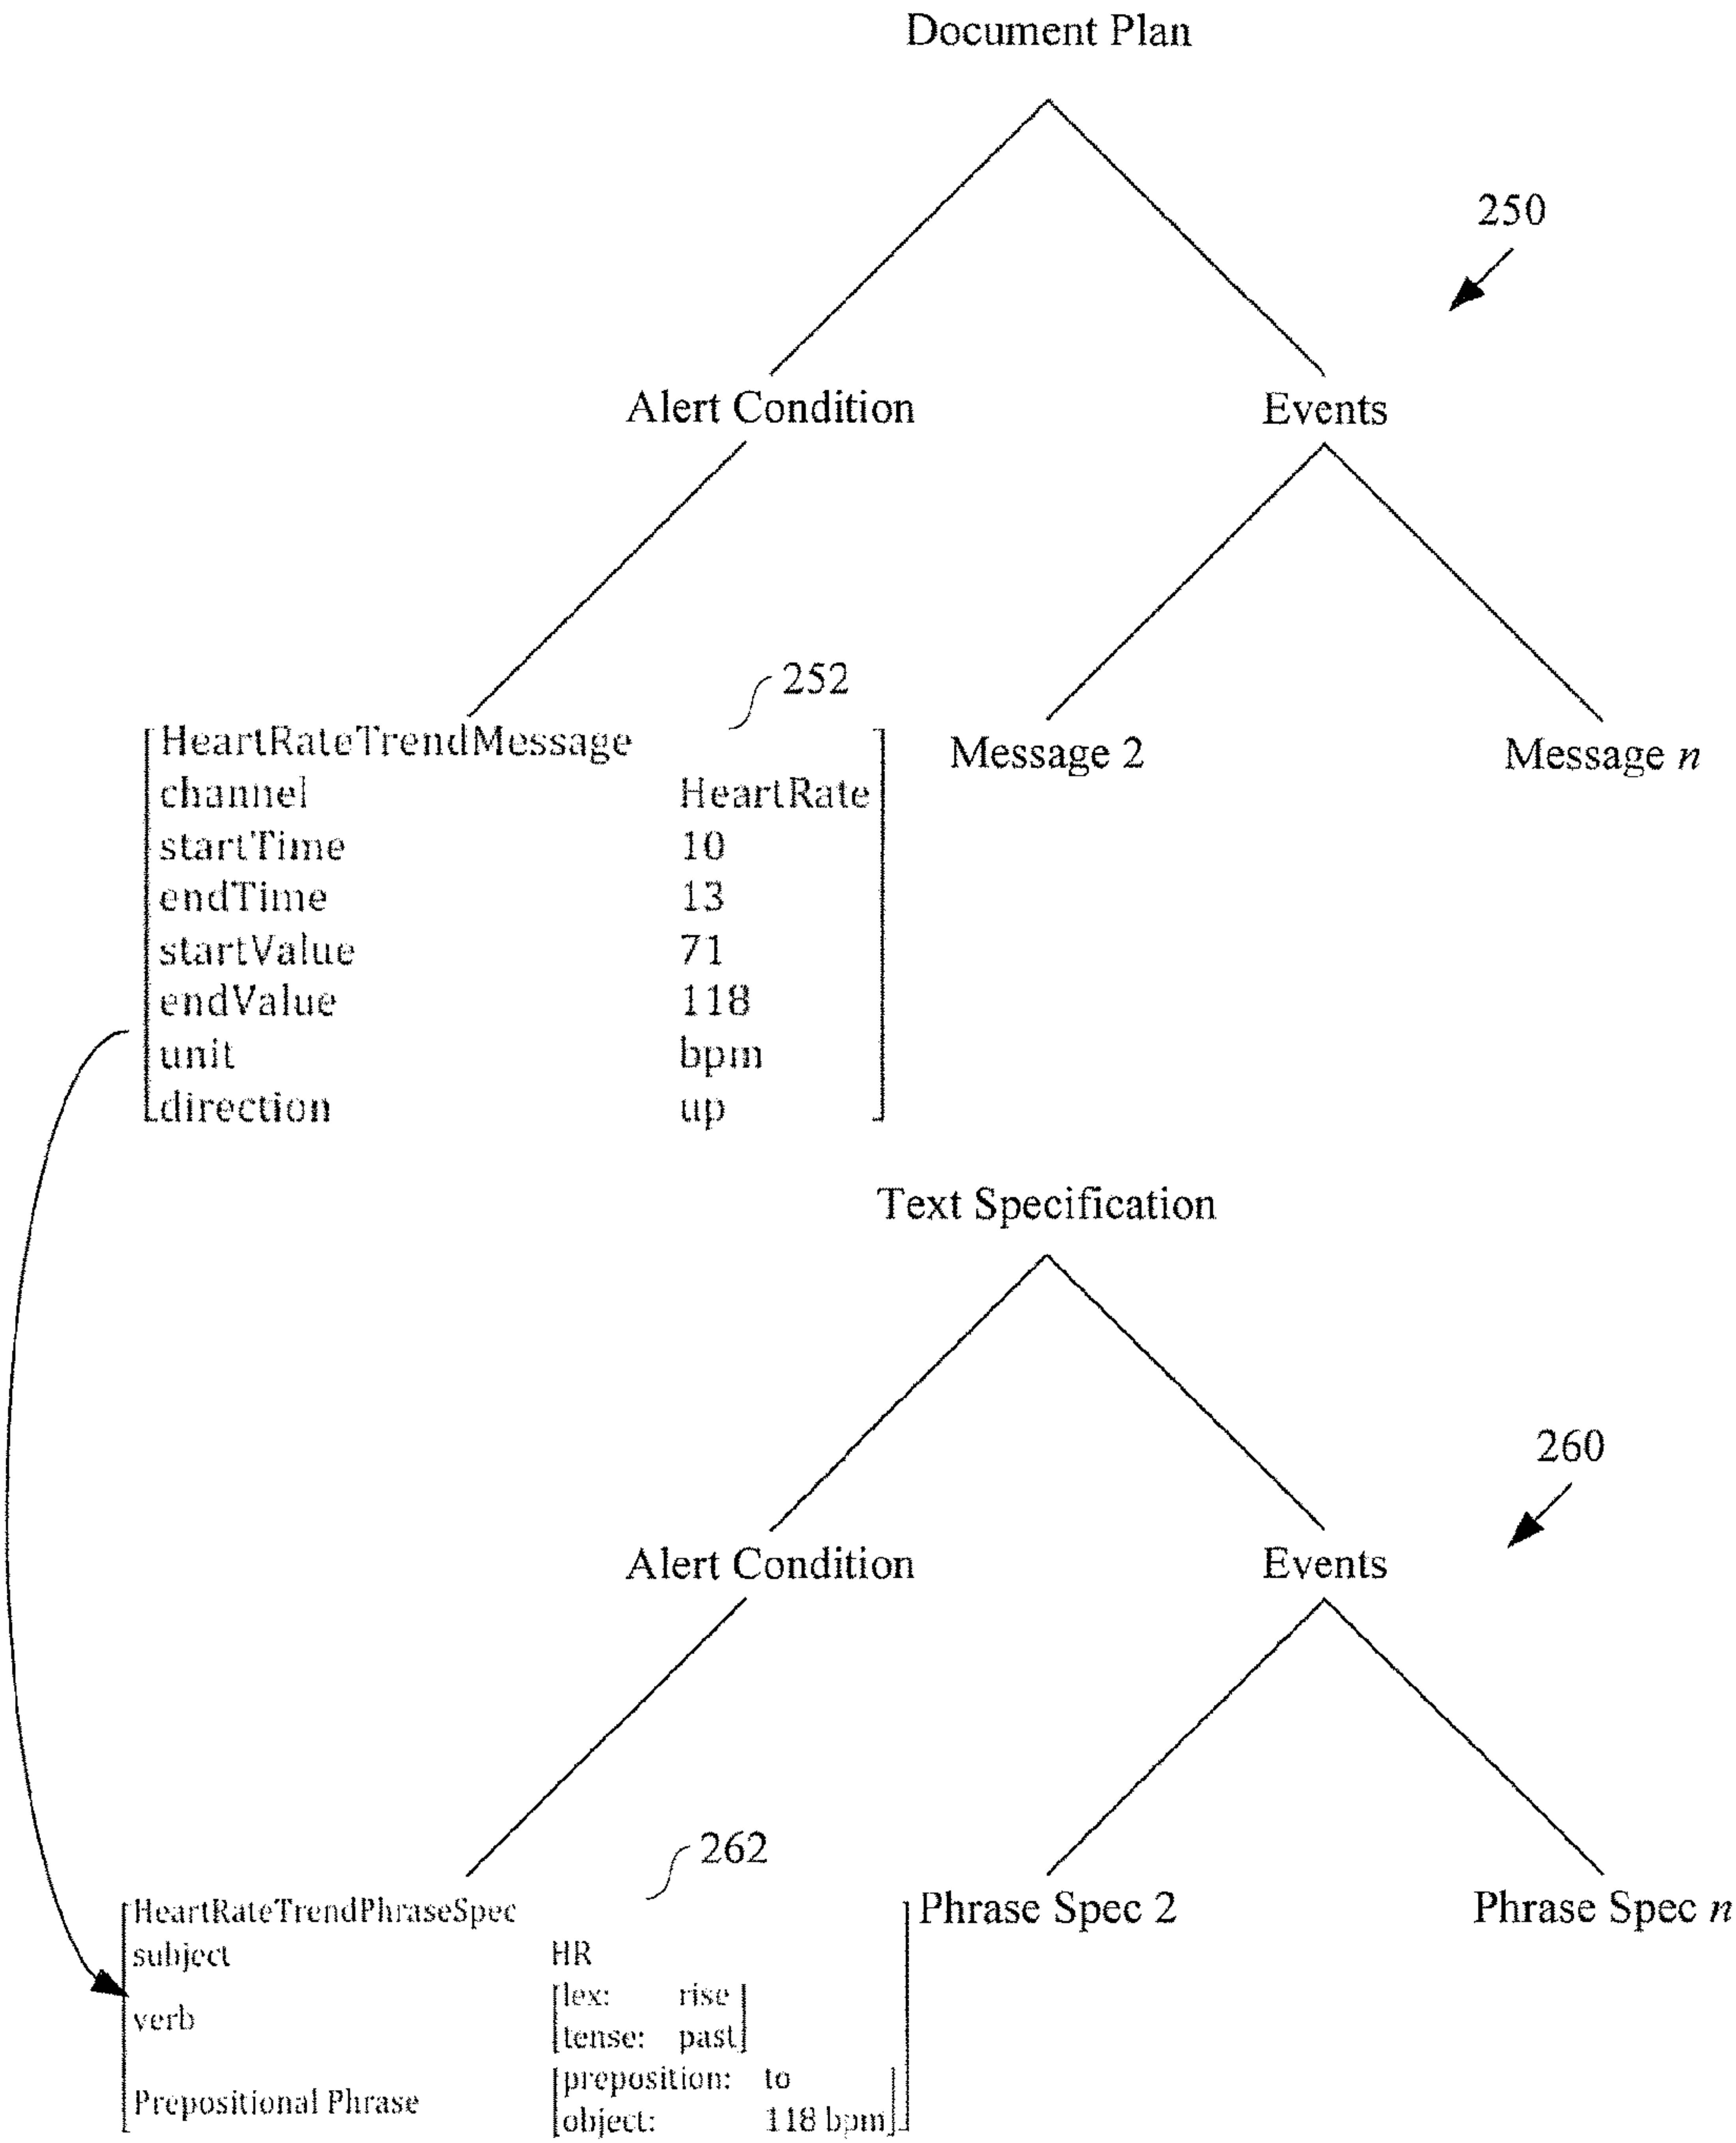 Document Plan
250
Alert Condition
Events
252
HeartRateTrendMessage
channel HeartRate
startTime 10
endTime 13
startValue 71
endValue 118
unit bpm
direction up
Message 2
Message n
Text Specification
260
Alert Condition
Events
262
HeartRateTrendPhraseSpec
subject HR
verb
lex: rise
tense: past
Prepositional Phrase
preposition: to
object: 118 bpm
Phrase Spec 2
Phrase Spec n